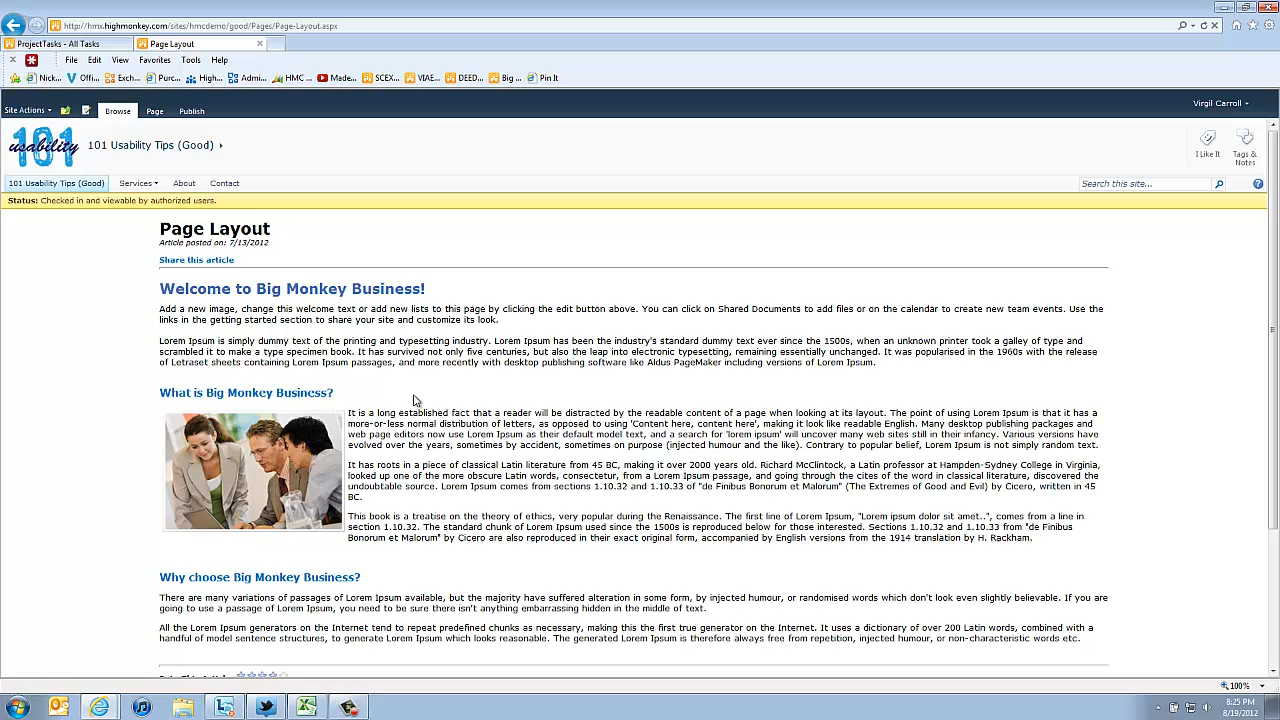 http://hmx.highmonkey.com/sites/hmcdemo/good/Pages/Page-Layout.aspx
ProjectTasks - All Tasks
Page Layout
File Edit View Favorites Tools Help
Nick... Offi... Exch... Purc... High... Admi... HMC ... Made... SCEX... VIAE... DEED... Big ... Pin It
Site Actions Browse Page Publish
Virgil Carroll
101
usability
101 Usability Tips (Good)
I Like It
Tags &
Notes
101 Usability Tips (Good) Services About Contact
Search this site...
Status: Checked in and viewable by authorized users.
Page Layout
Article posted on: 7/13/2012
Share this article
Welcome to Big Monkey Business!
Add a new image, change this welcome text or add new lists to this page by clicking the edit button above. You can click on Shared Documents to add files or on the calendar to create new team events. Use the
links in the getting started section to share your site and customize its look.
Lorem Ipsum is simply dummy text of the printing and typesetting industry. Lorem Ipsum has been the industry's standard dummy text ever since the 1500s, when an unknown printer took a galley of type and
scrambled it to make a type specimen book. It has survived not only five centuries, but also the leap into electronic typesetting, remaining essentially unchanged. It was popularised in the 1960s with the release
of Letraset sheets containing Lorem Ipsum passages, and more recently with desktop publishing software like Aldus PageMaker including versions of Lorem Ipsum.
What is Big Monkey Business?
It is a long established fact that a reader will be distracted by the readable content of a page when looking at its layout. The point of using Lorem Ipsum is that it has a
more-or-less normal distribution of letters, as opposed to using 'Content here, content here', making it look like readable English. Many desktop publishing packages and
web page editors now use Lorem Ipsum as their default model text, and a search for 'lorem ipsum' will uncover many web sites still in their infancy. Various versions have
evolved over the years, sometimes by accident, sometimes on purpose (injected humour and the like). Contrary to popular belief, Lorem Ipsum is not simply random text.
It has roots in a piece of classical Latin literature from 45 BC, making it over 2000 years old. Richard McClintock, a Latin professor at Hampden-Sydney College in Virginia,
looked up one of the more obscure Latin words, consectetur, from a Lorem Ipsum passage, and going through the cites of the word in classical literature, discovered the
undoubtable source. Lorem Ipsum comes from sections 1.10.32 and 1.10.33 of "de Finibus Bonorum et Malorum" (The Extremes of Good and Evil) by Cicero, written in 45
BC.
This book is a treatise on the theory of ethics, very popular during the Renaissance. The first line of Lorem Ipsum, "Lorem ipsum dolor sit amet..", comes from a line in
section 1.10.32. The standard chunk of Lorem Ipsum used since the 1500s is reproduced below for those interested. Sections 1.10.32 and 1.10.33 from "de Finibus
Bonorum et Malorum" by Cicero are also reproduced in their exact original form, accompanied by English versions from the 1914 translation by H. Rackham.
Why choose Big Monkey Business?
There are many variations of passages of Lorem Ipsum available, but the majority have suffered alteration in some form, by injected humour, or randomised words which don't look even slightly believable. If you are
going to use a passage of Lorem Ipsum, you need to be sure there isn't anything embarrassing hidden in the middle of text.
All the Lorem Ipsum generators on the Internet tend to repeat predefined chunks as necessary, making this the first true generator on the Internet. It uses a dictionary of over 200 Latin words, combined with a
handful of model sentence structures, to generate Lorem Ipsum which looks reasonable. The generated Lorem Ipsum is therefore always free from repetition, injected humour, or non-characteristic words etc.
100%
8:25 PM
8/19/2012